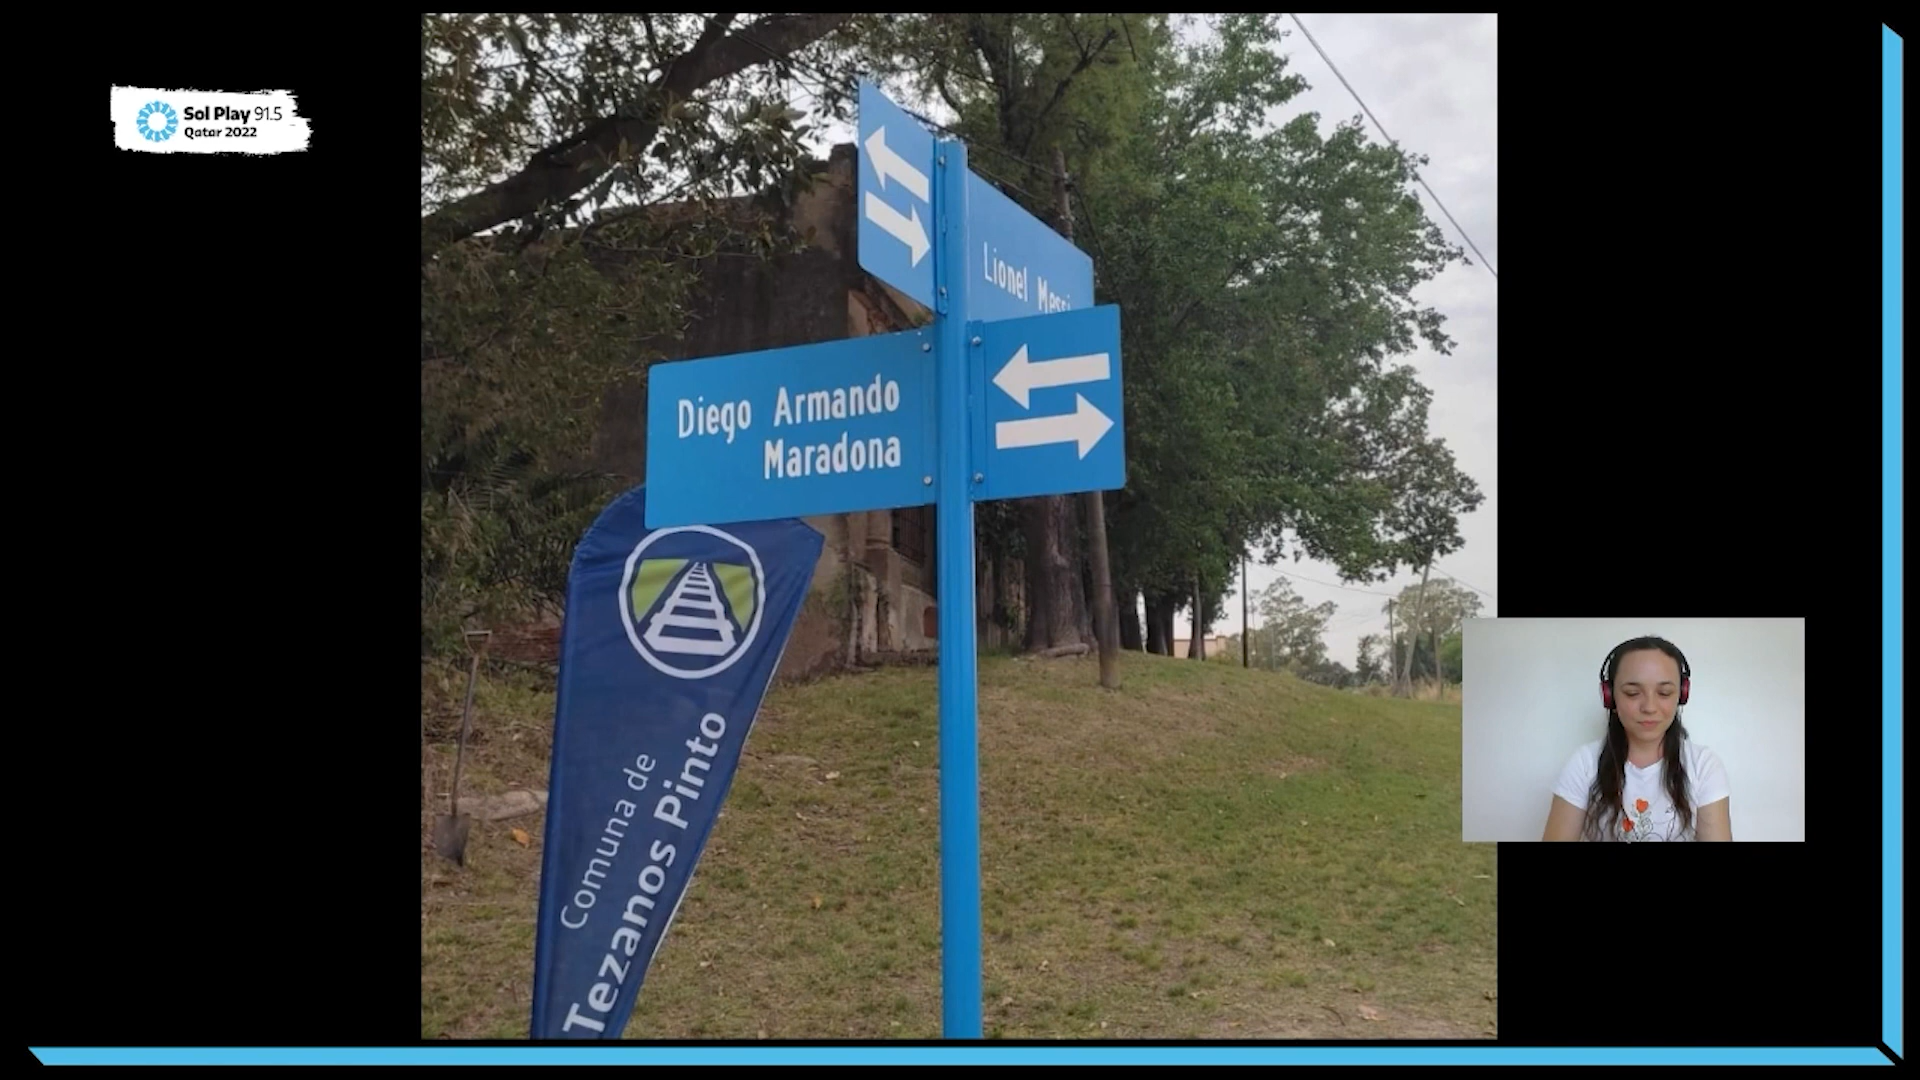 Sol Play 91.5
Qatar 2022
Lionel Messi
Diego Armando
Maradona
Comuna de
Tezanos Pinto